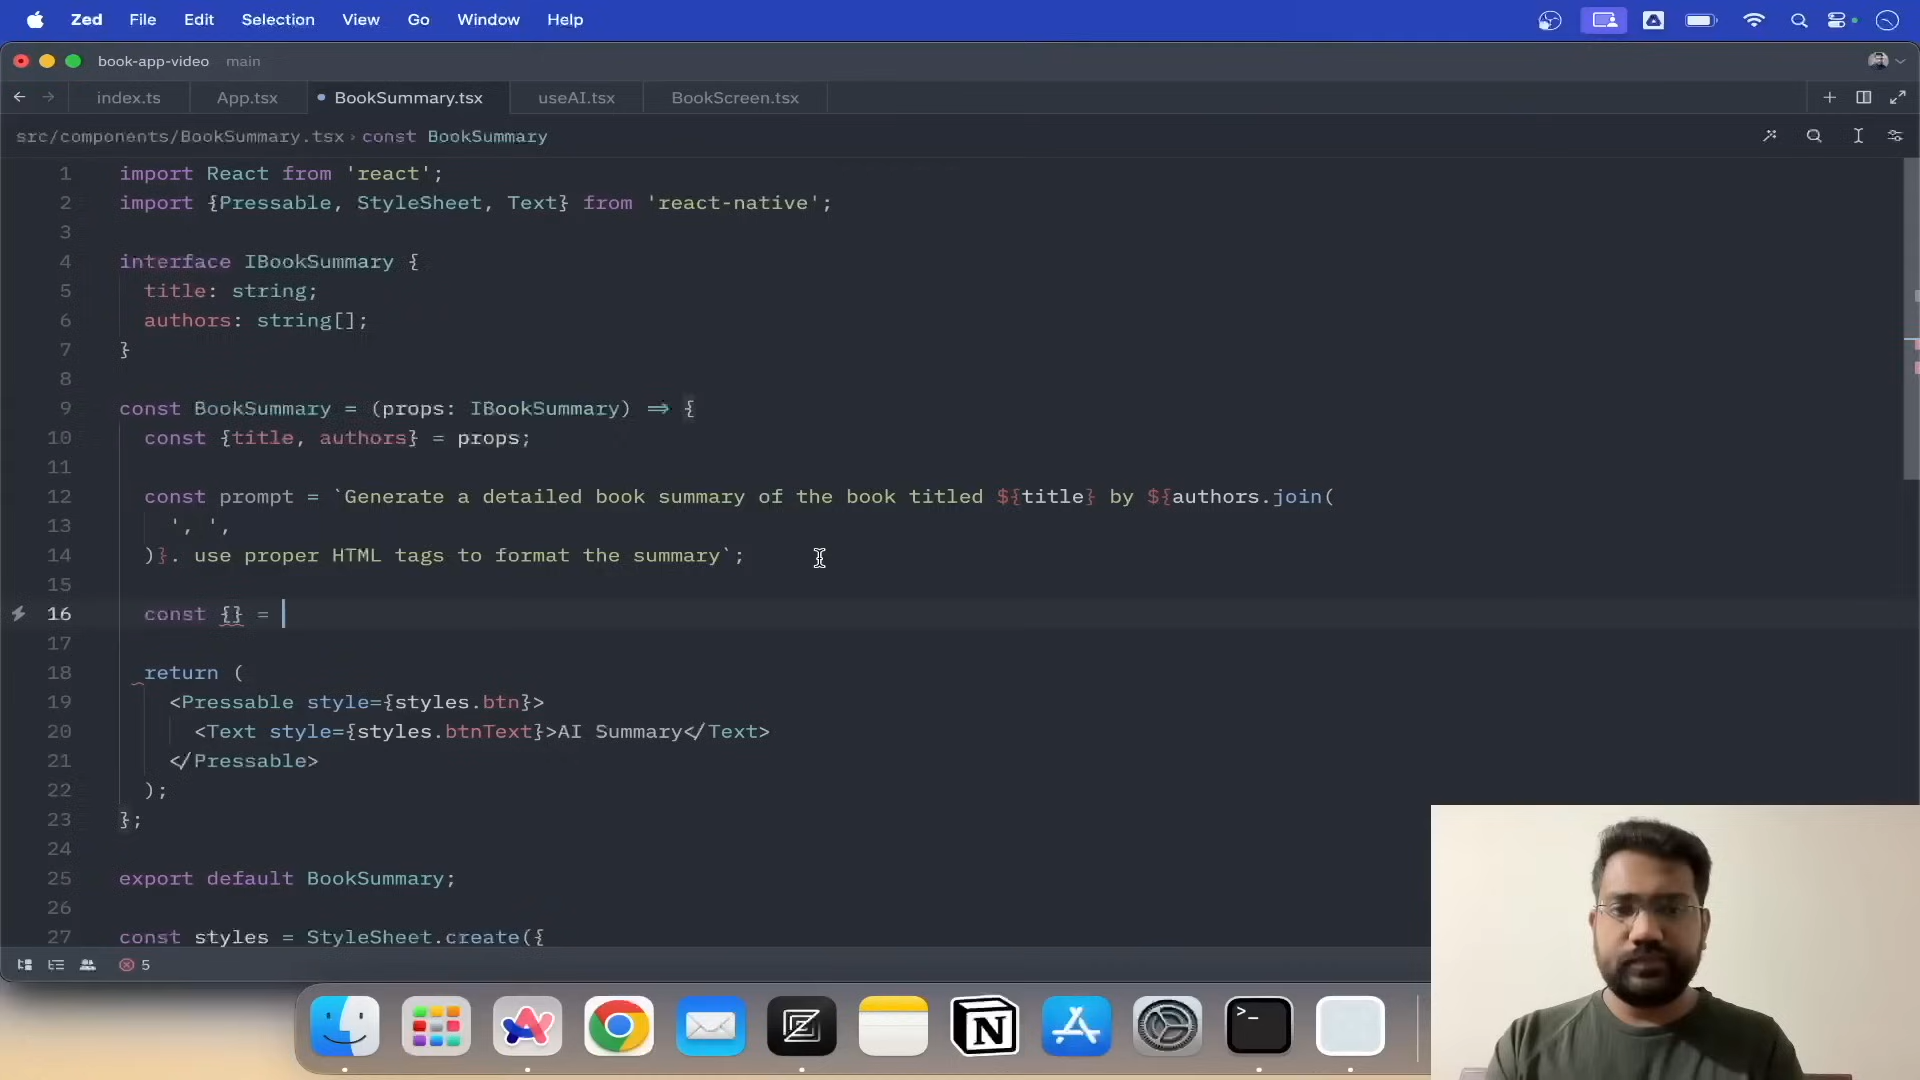 Zed File Edit Selection View Go Window Help
book-app-video main
index.ts App.tsx BookSummary.tsx useAI.tsx BookScreen.tsx
src/components/BookSummary.tsx › const BookSummary
1 import React from 'react';
2 import {Pressable, StyleSheet, Text} from 'react-native';
3
4 interface IBookSummary {
5 title: string;
6 authors: string[];
7 }
8
9 const BookSummary = (props: IBookSummary) => {
10 const {title, authors} = props;
11
12 const prompt = `Generate a detailed book summary of the book titled ${title} by ${authors.join(
13 ', ',
14 )}. use proper HTML tags to format the summary`;
15
16 const {} =
17
18 return (
19 <Pressable style={styles.btn}>
20 <Text style={styles.btnText}>AI Summary</Text>
21 </Pressable>
22 );
23 };
24
25 export default BookSummary;
26
27 const styles = StyleSheet.create({
5